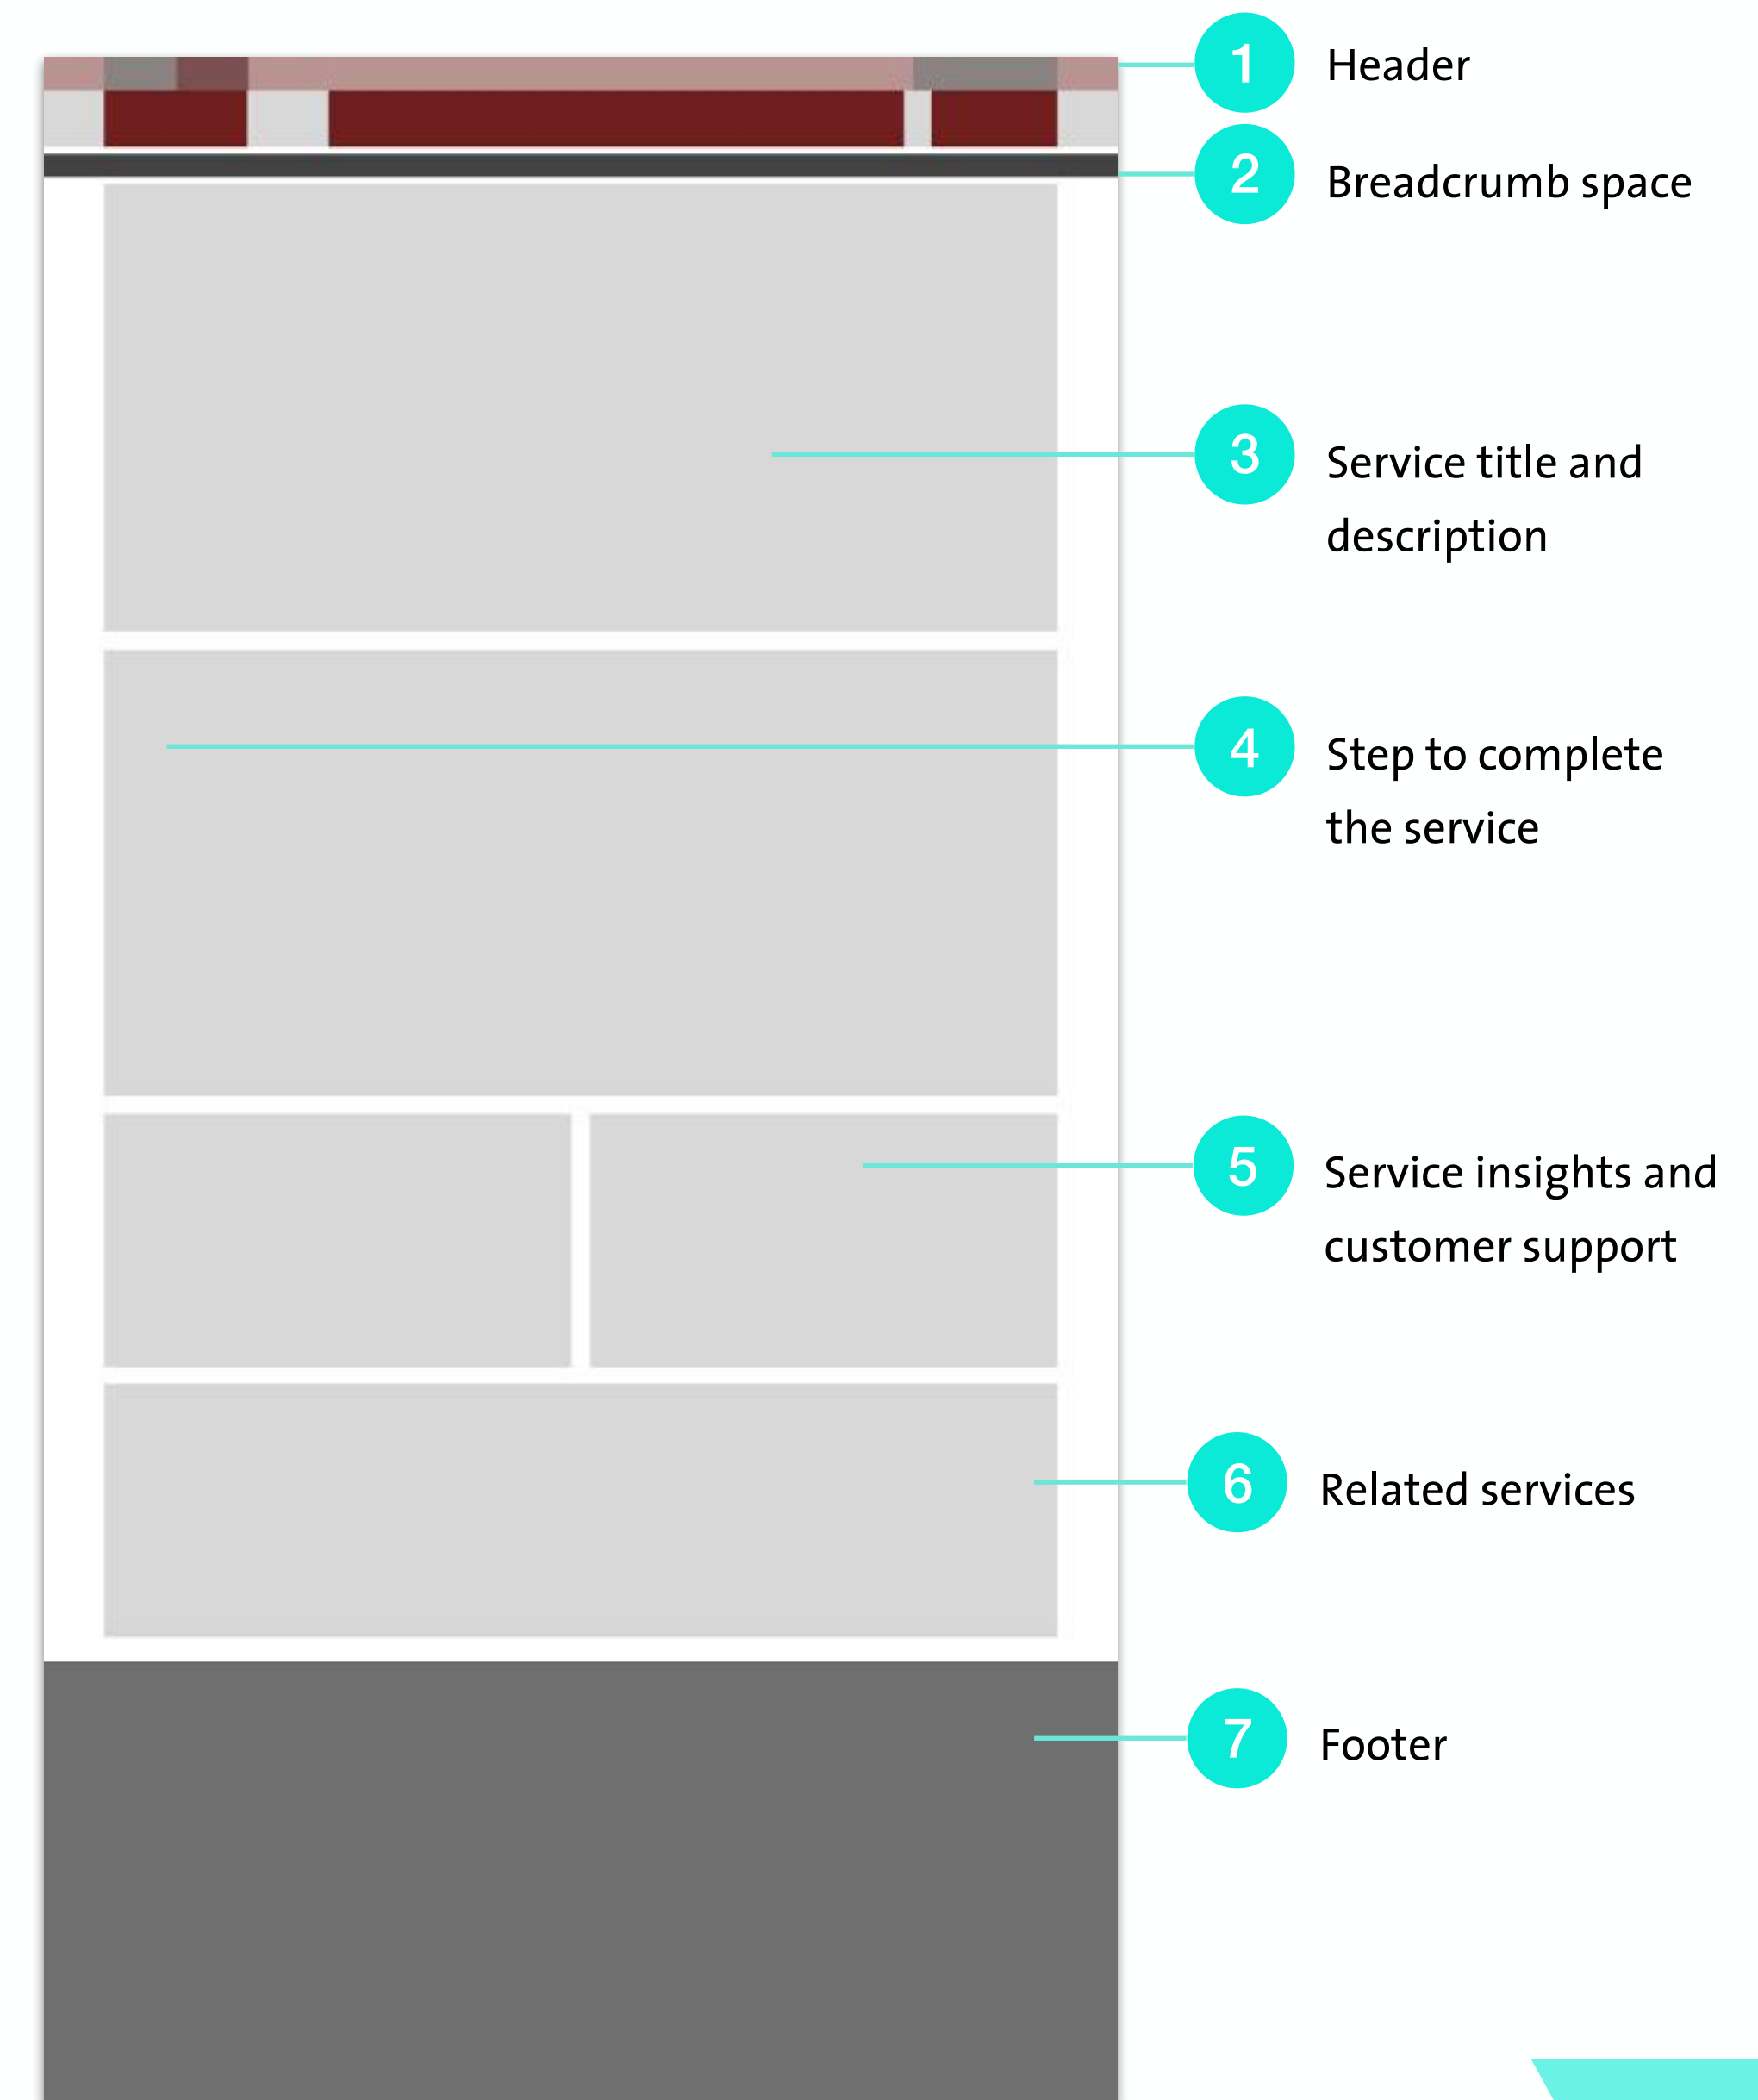 1 Header
2 Breadcrumb space
3 Service title and
description
4 Step to complete
the service
5 Service insights and
customer support
6 Related services
7 Footer